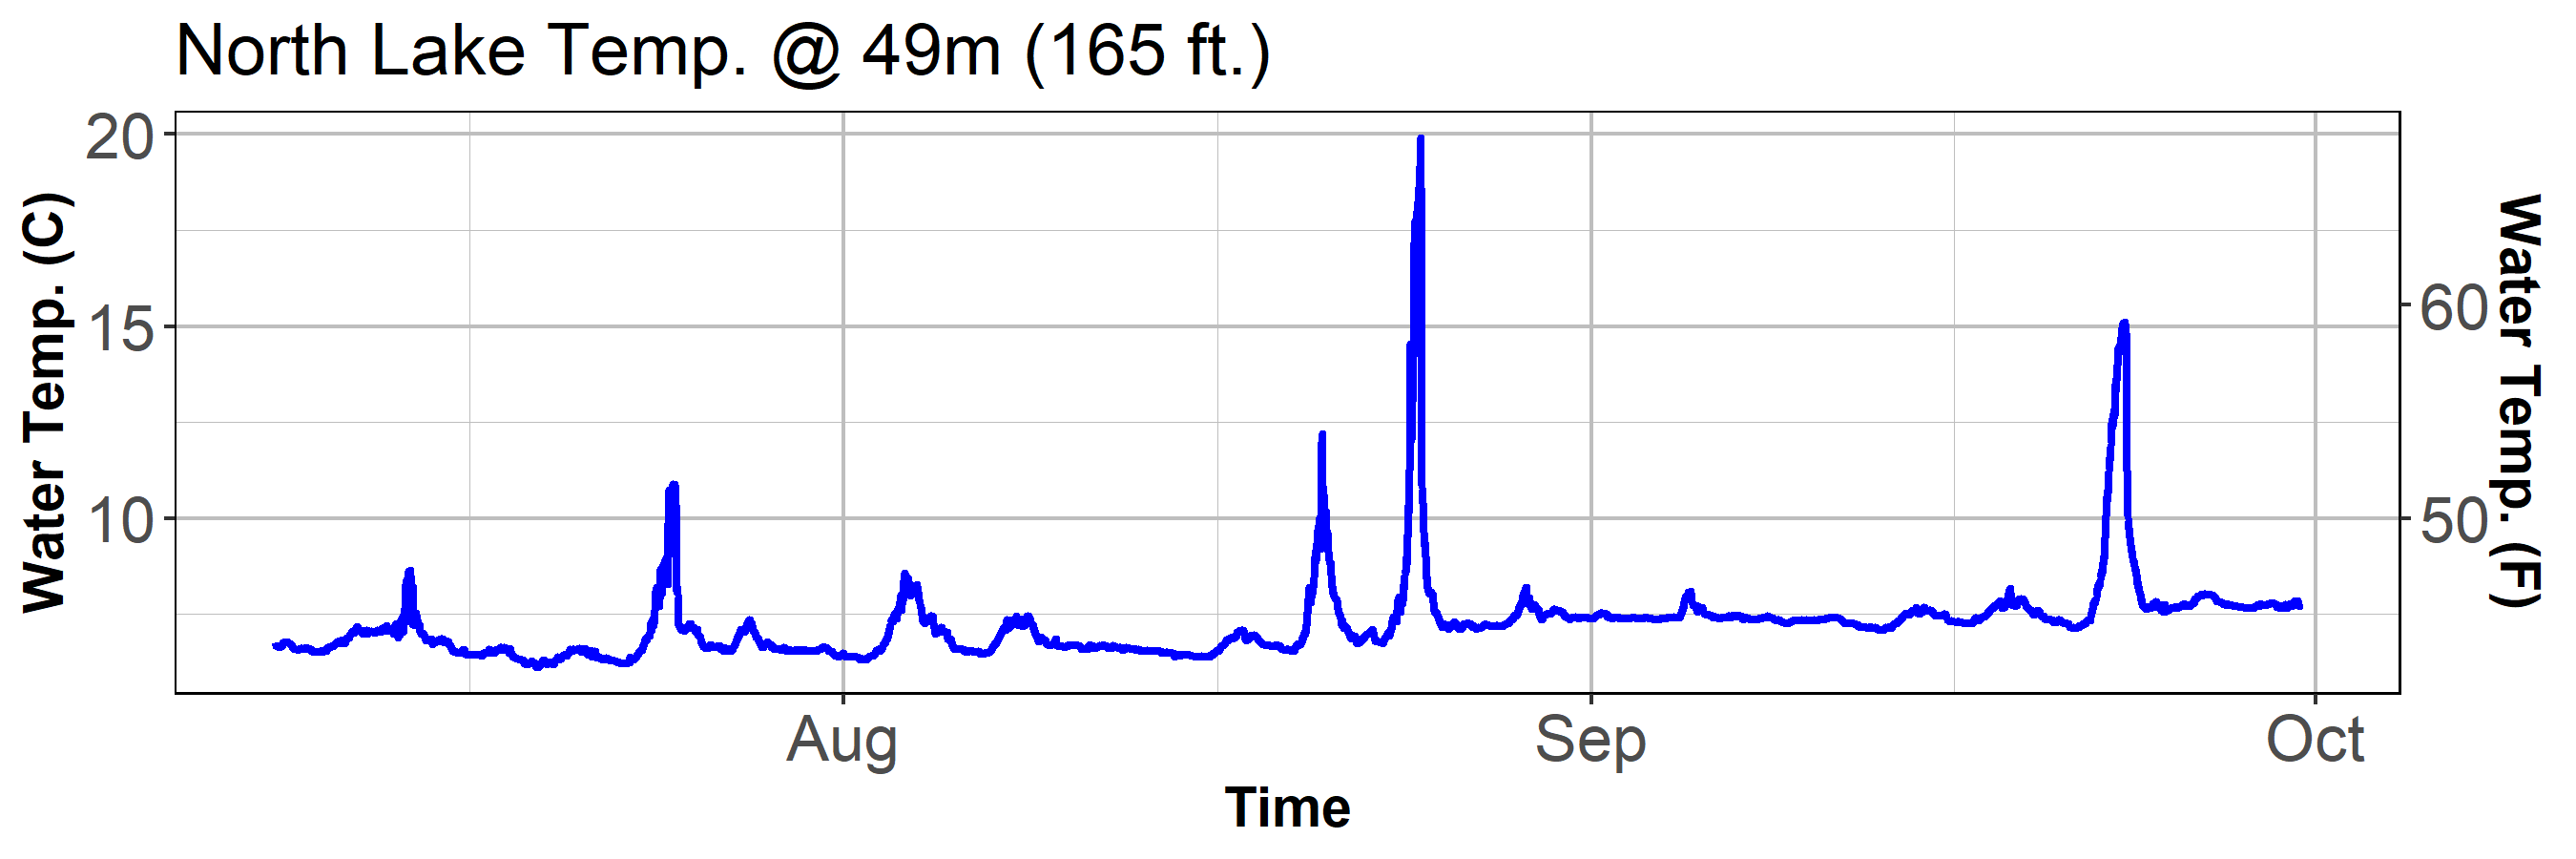 North Lake Temp. @ 49m (165 ft.)
Water Temp. (C)
20
15
10
60
50
Water Temp. (F)
Aug
Sep
Oct
Time